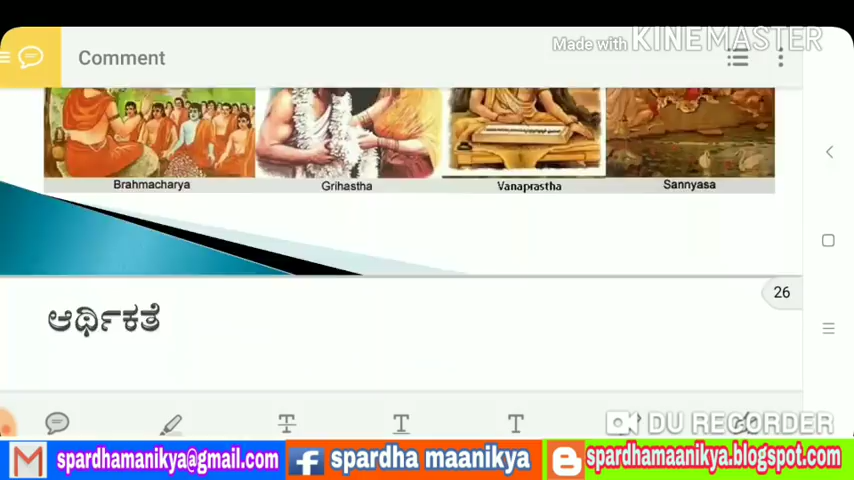 Made with KINEMASTER
Comment
Brahmacharya
Grihastha
Vanaprastha
Sannyasa
26
ಆರ್ಥಿಕತೆ
DU RECORDER
spardhamanikya@gmail.com
spardha maanikya
spardhamaanikya.blogspot.com